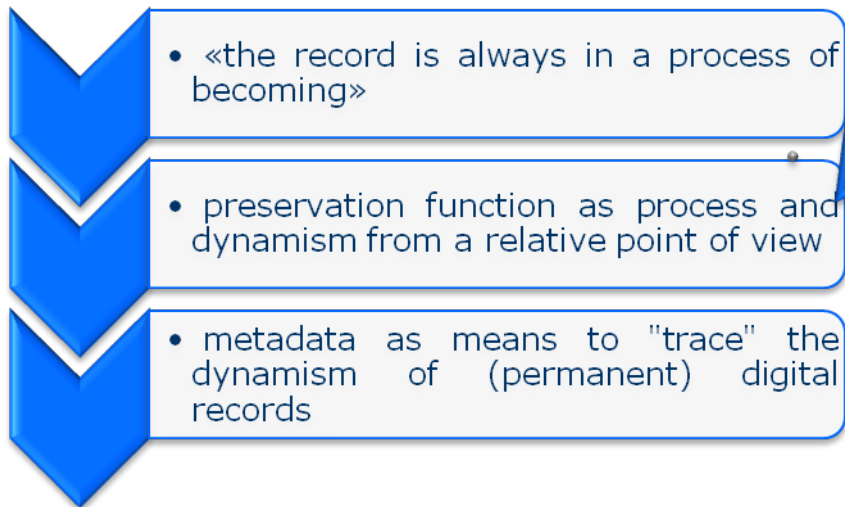 • «the record is always in a process of
becoming»
• preservation function as process and
dynamism from a relative point of view
• metadata as means to "trace" the
dynamism of (permanent) digital
records